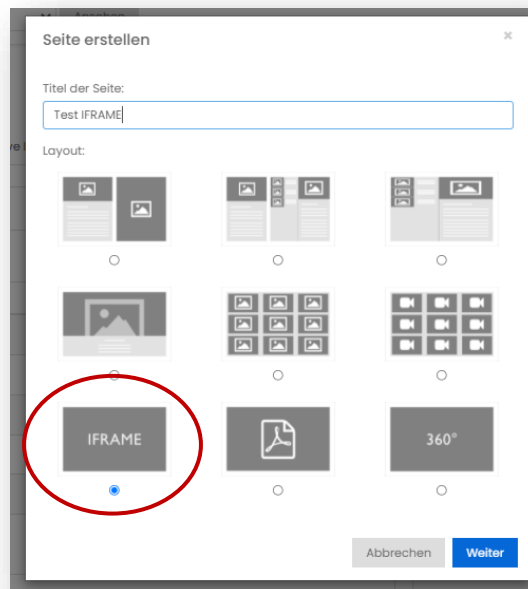 Seite erstellen
×
Titel der Seite:
Test IFRAME
Layout:
IFRAME
360°
Abbrechen
Weiter